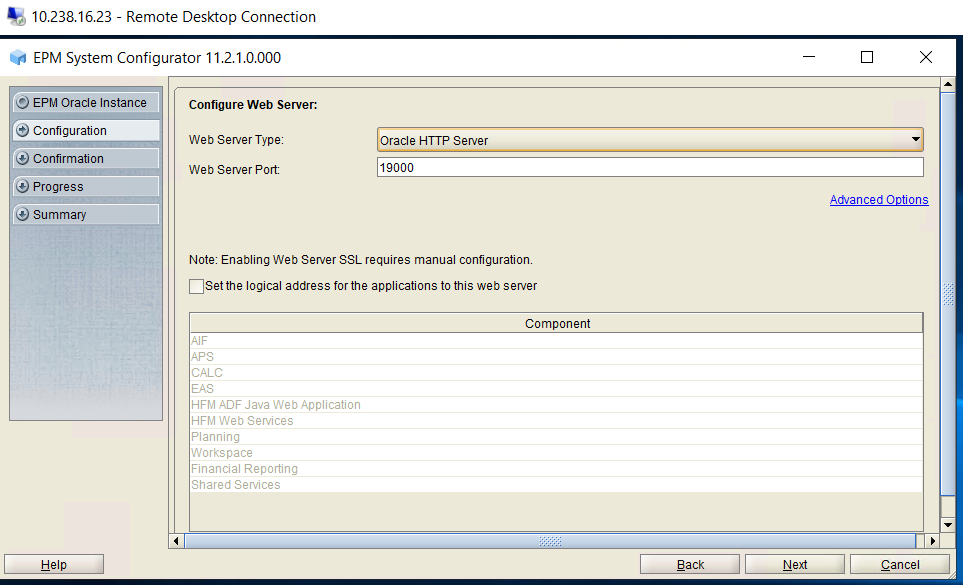 10.238.16.23 - Remote Desktop Connection
EPM System Configurator 11.2.1.0.000
EPM Oracle Instance
Configuration
Confirmation
Progress
Summary
Configure Web Server:
Web Server Type: Oracle HTTP Server
Web Server Port: 19000
Advanced Options
Note: Enabling Web Server SSL requires manual configuration.
Set the logical address for the applications to this web server
Component
AIF
APS
CALC
EAS
HFM ADF Java Web Application
HFM Web Services
Planning
Workspace
Financial Reporting
Shared Services
Help Back Next Cancel